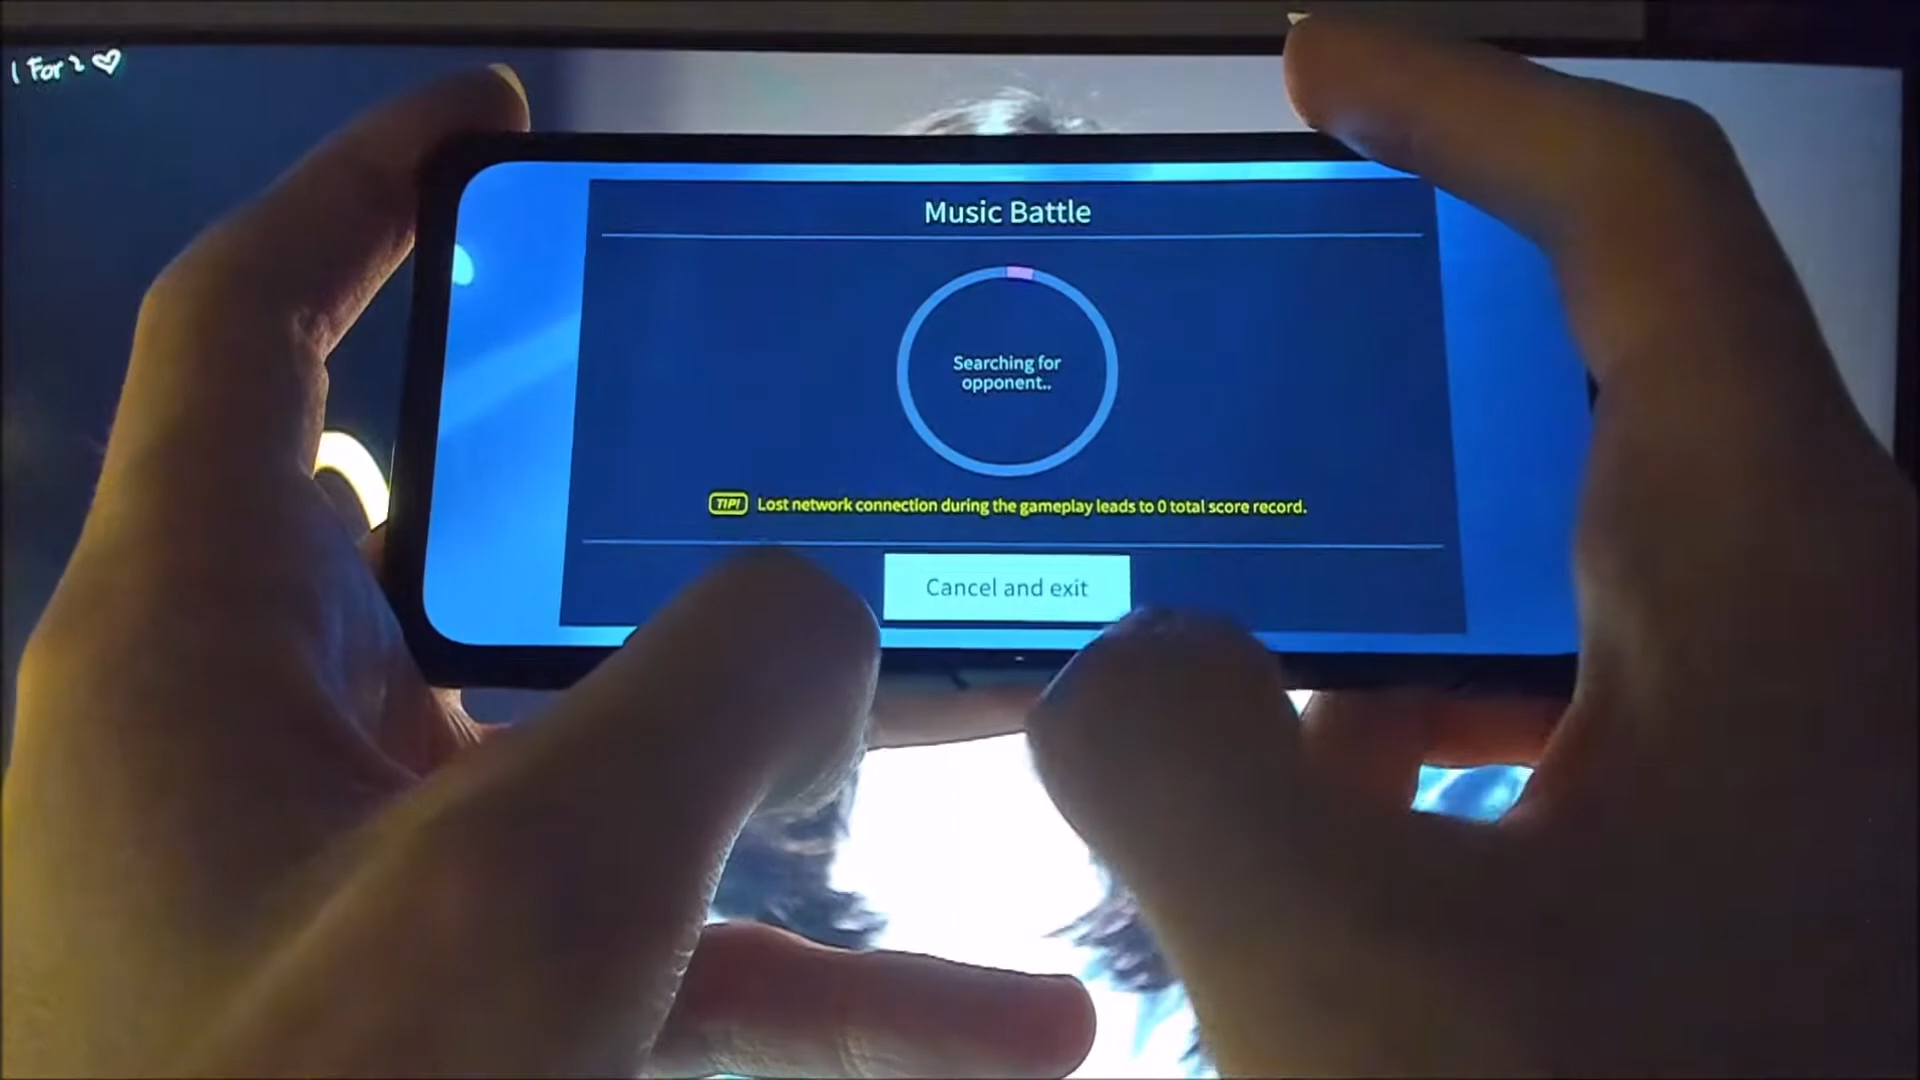 1 For 2 ♡
Music Battle
Searching for
opponent..
TIP! Lost network connection during the gameplay leads to 0 total score record.
Cancel and exit